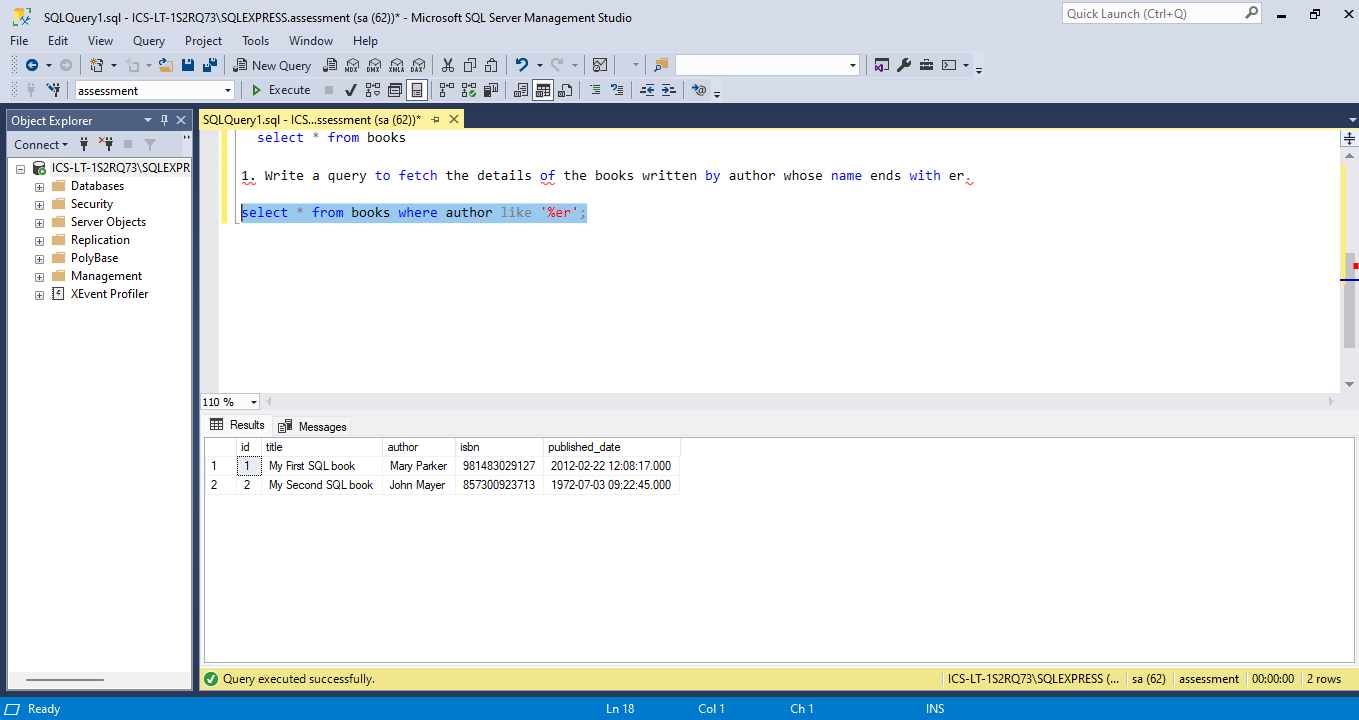 SQLQuery1.sql - ICS-LT-1S2RQ73\SQLEXPRESS.assessment (sa (62))* - Microsoft SQL Server Management Studio
Quick Launch (Ctrl+Q)
File Edit View Query Project Tools Window Help
New Query MDX DMX XMLA DAX
assessment Execute
Object Explorer
SQLQuery1.sql - ICS...ssessment (sa (62))*
Connect
ICS-LT-1S2RQ73\SQLEXPR
Databases
Security
Server Objects
Replication
PolyBase
Management
XEvent Profiler
select * from books
1. Write a query to fetch the details of the books written by author whose name ends with er.
select * from books where author like '%er';
110 %
Results Messages
id title author isbn published_date
1 1 My First SQL book Mary Parker 981483029127 2012-02-22 12:08:17.000
2 2 My Second SQL book John Mayer 857300923713 1972-07-03 09:22:45.000
Query executed successfully. ICS-LT-1S2RQ73\SQLEXPRESS (... sa (62) assessment 00:00:00 2 rows
Ready Ln 18 Col 1 Ch 1 INS